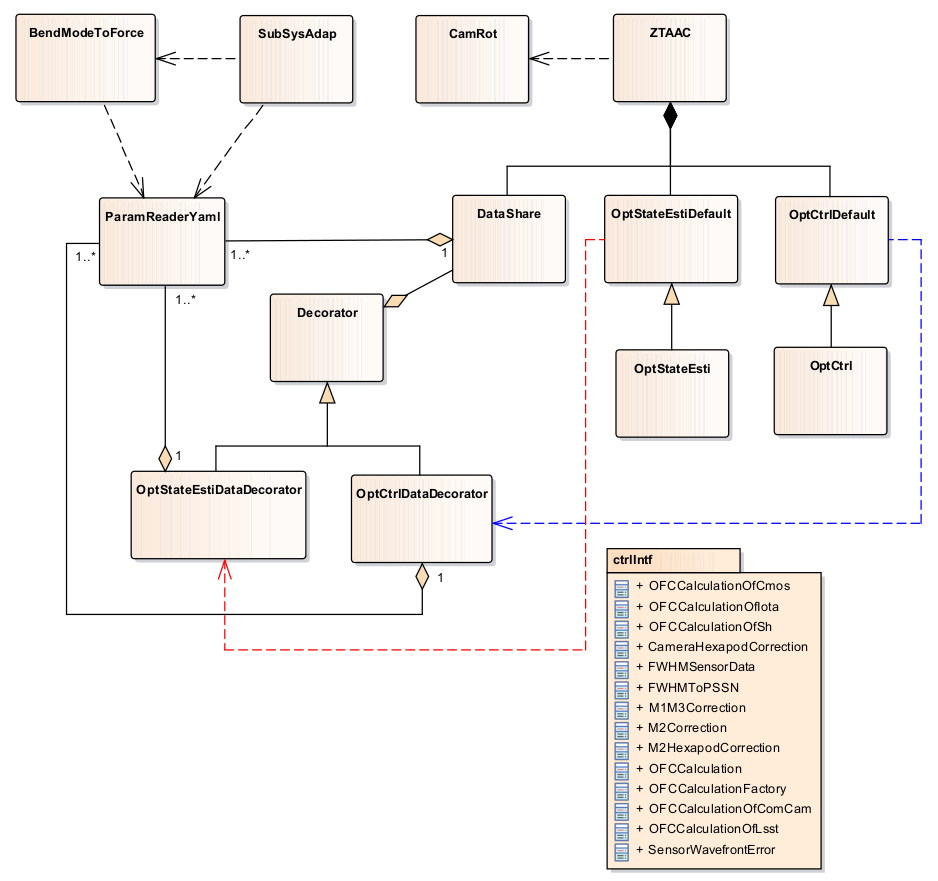 BendModeToForce
SubSysAdap
CamRot
ZTAAC
ParamReaderYaml
DataShare
OptStateEstiDefault
OptCtrlDefault
1..*
1..*
1
1..*
Decorator
OptStateEsti
OptCtrl
1
OptStateEstiDataDecorator
OptCtrlDataDecorator
1
ctrlIntf
+ OFCCalculationOfCmos
+ OFCCalculationOfIota
+ OFCCalculationOfSh
+ CameraHexapodCorrection
+ FWHMSensorData
+ FWHMToPSSN
+ M1M3Correction
+ M2Correction
+ M2HexapodCorrection
+ OFCCalculation
+ OFCCalculationFactory
+ OFCCalculationOfComCam
+ OFCCalculationOfLsst
+ SensorWavefrontError